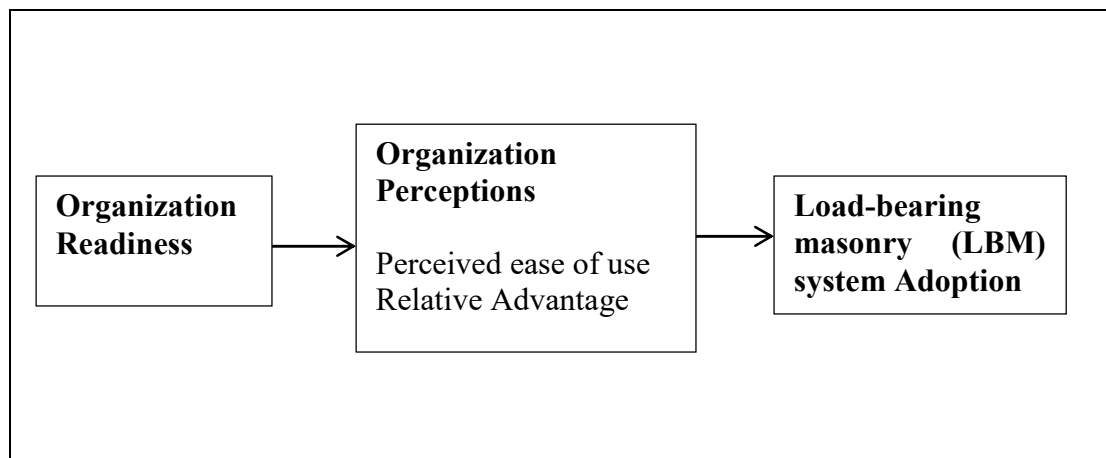 Organization
Readiness
Organization
Perceptions
Perceived ease of use
Relative Advantage
Load-bearing
masonry (LBM)
system Adoption